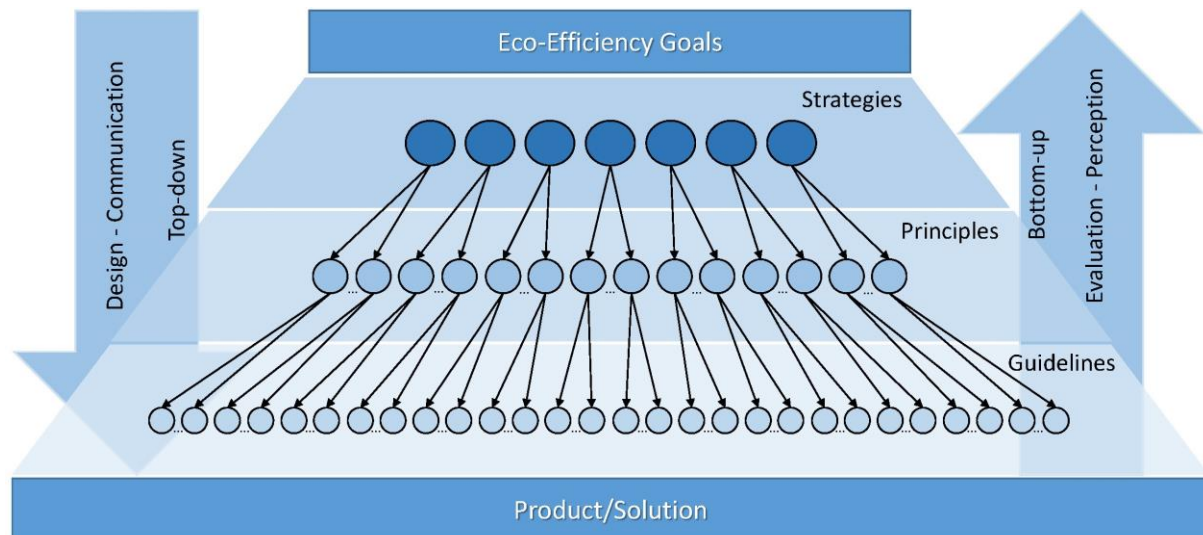 Eco-Efficiency Goals
Strategies
Design - Communication
Top-down
Bottom-up
Evaluation - Perception
Principles
... ... ... ... ... ... ...
Guidelines
... ... ... ... ... ... ... ... ... ... ... ... ... ...
Product/Solution